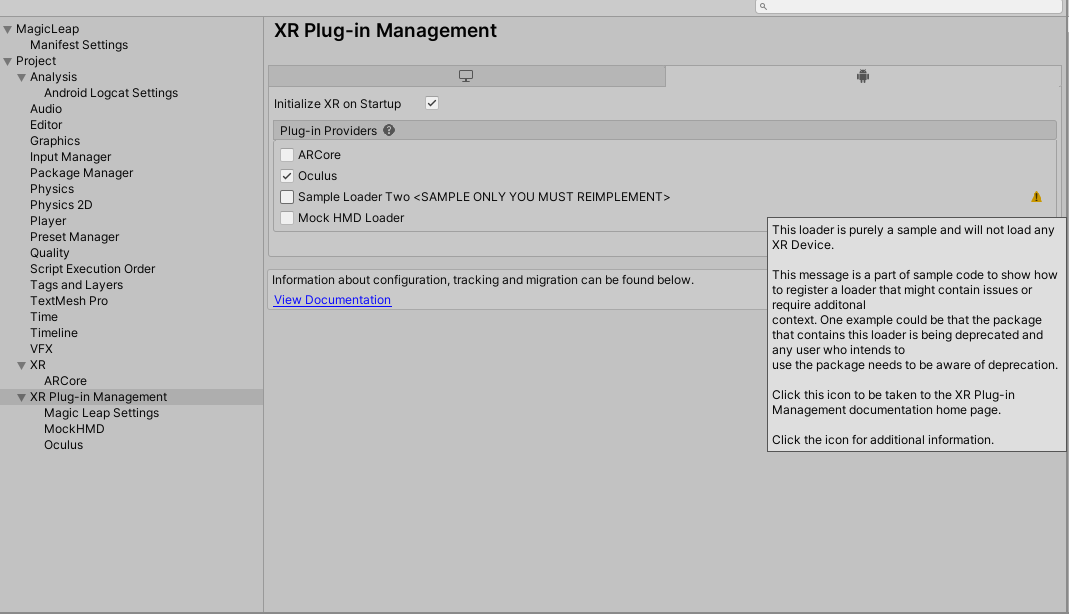 MagicLeap
Manifest Settings
Project
Analysis
Android Logcat Settings
Audio
Editor
Graphics
Input Manager
Package Manager
Physics
Physics 2D
Player
Preset Manager
Quality
Script Execution Order
Tags and Layers
TextMesh Pro
Time
Timeline
VFX
XR
ARCore
XR Plug-in Management
Magic Leap Settings
MockHMD
Oculus
XR Plug-in Management
Initialize XR on Startup
Plug-in Providers ?
ARCore
Oculus
Sample Loader Two <SAMPLE ONLY YOU MUST REIMPLEMENT>
Mock HMD Loader
Information about configuration, tracking and migration can be found below.
View Documentation
This loader is purely a sample and will not load any
XR Device.
This message is a part of sample code to show how
to register a loader that might contain issues or
require additonal
context. One example could be that the package
that contains this loader is being deprecated and
any user who intends to
use the package needs to be aware of deprecation.
Click this icon to be taken to the XR Plug-in
Management documentation home page.
Click the icon for additional information.